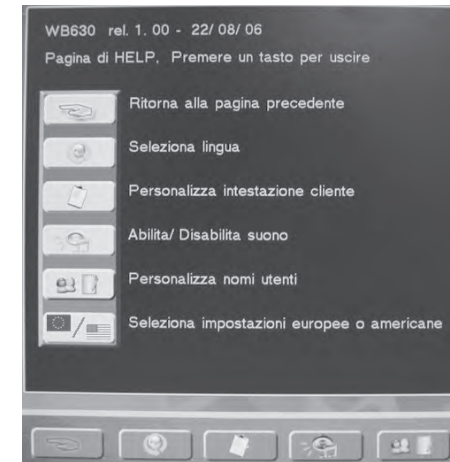 WB630 rel. 1. 00 - 22/ 08/ 06
Pagina di HELP, Premere un tasto per uscire
Ritorna alla pagina precedente
Seleziona lingua
Personalizza intestazione cliente
Abilita/ Disabilita suono
Personalizza nomi utenti
Seleziona impostazioni europee o americane